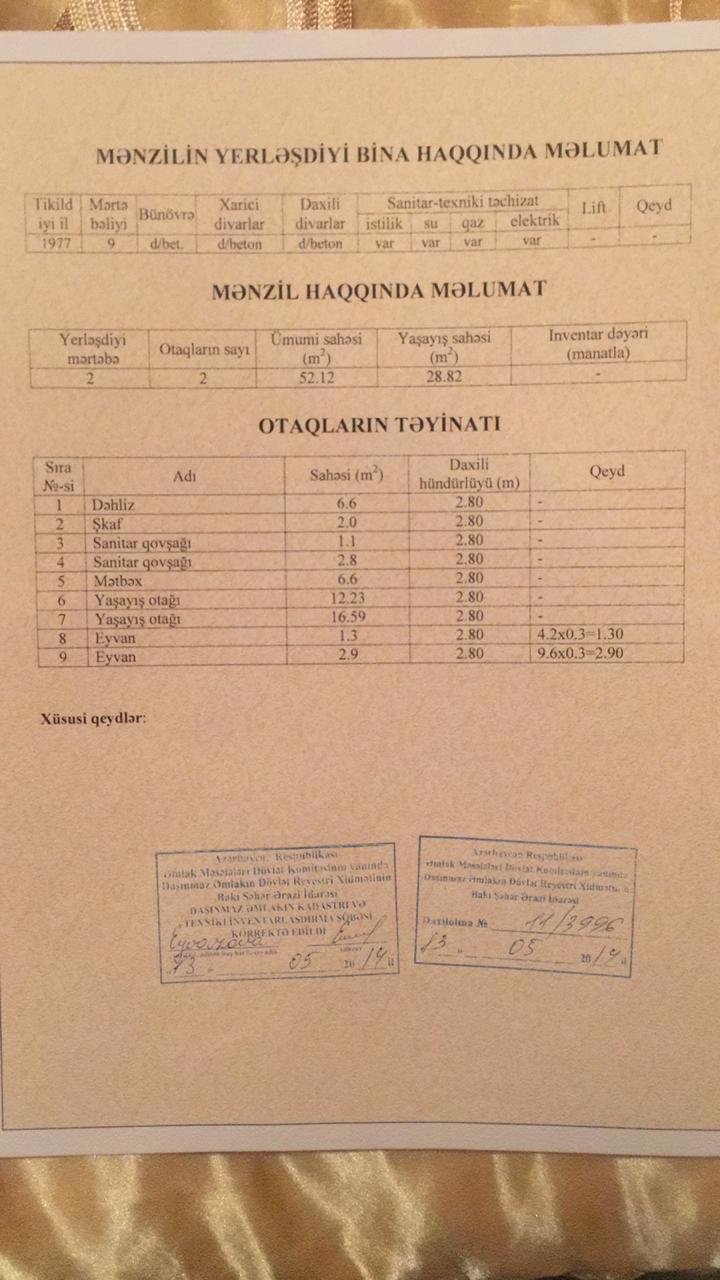 MƏNZİLİN YERLƏŞDİYİ BİNA HAQQINDA MƏLUMAT
Tikild iyi il | Mərtə bəliyi | Bünövrə | Xarici divarlar | Daxili divarlar | Sanitar-texniki təchizat | Lift | Qeyd
istilik | su | qaz | elektrik
1977 | 9 | d/bet. | d/beton | d/beton | var | var | var | var | - | -
MƏNZİL HAQQINDA MƏLUMAT
Yerləşdiyi mərtəbə | Otaqların sayı | Ümumi sahəsi (m²) | Yaşayış sahəsi (m²) | İnventar dəyəri (manatla)
2 | 2 | 52.12 | 28.82 | -
OTAQLARIN TƏYİNATI
Sıra №-si | Adı | Sahəsi (m²) | Daxili hündürlüyü (m) | Qeyd
1 | Dəhliz | 6.6 | 2.80 | -
2 | Şkaf | 2.0 | 2.80 | -
3 | Sanitar qovşağı | 1.1 | 2.80 | -
4 | Sanitar qovşağı | 2.8 | 2.80 | -
5 | Mətbəx | 6.6 | 2.80 | -
6 | Yaşayış otağı | 12.23 | 2.80 | -
7 | Yaşayış otağı | 16.59 | 2.80 | -
8 | Eyvan | 1.3 | 2.80 | 4.2x0.3=1.30
9 | Eyvan | 2.9 | 2.80 | 9.6x0.3=2.90
Xüsusi qeydlər:
Azərbaycan Respublikası
Əmlak Məsələləri Dövlət Komitəsinin yanında
Daşınmaz Əmlakın Dövlət Reyestri Xidmətinin
Bakı Şəhər Ərazi İdarəsi
DAŞINMAZ ƏMLAKIN KADASTRI VƏ
TEXNİKİ İNVENTARLAŞDIRMA ŞÖBƏSİ
KORREKTƏ EDİLDİ
13 05 2014 il
Azərbaycan Respublikası
Əmlak Məsələləri Dövlət Komitəsinin yanında
Daşınmaz Əmlakın Dövlət Reyestri Xidmətinin
Bakı Şəhər Ərazi İdarəsi
Daxilolma № 11/3996
13 05 2014 il